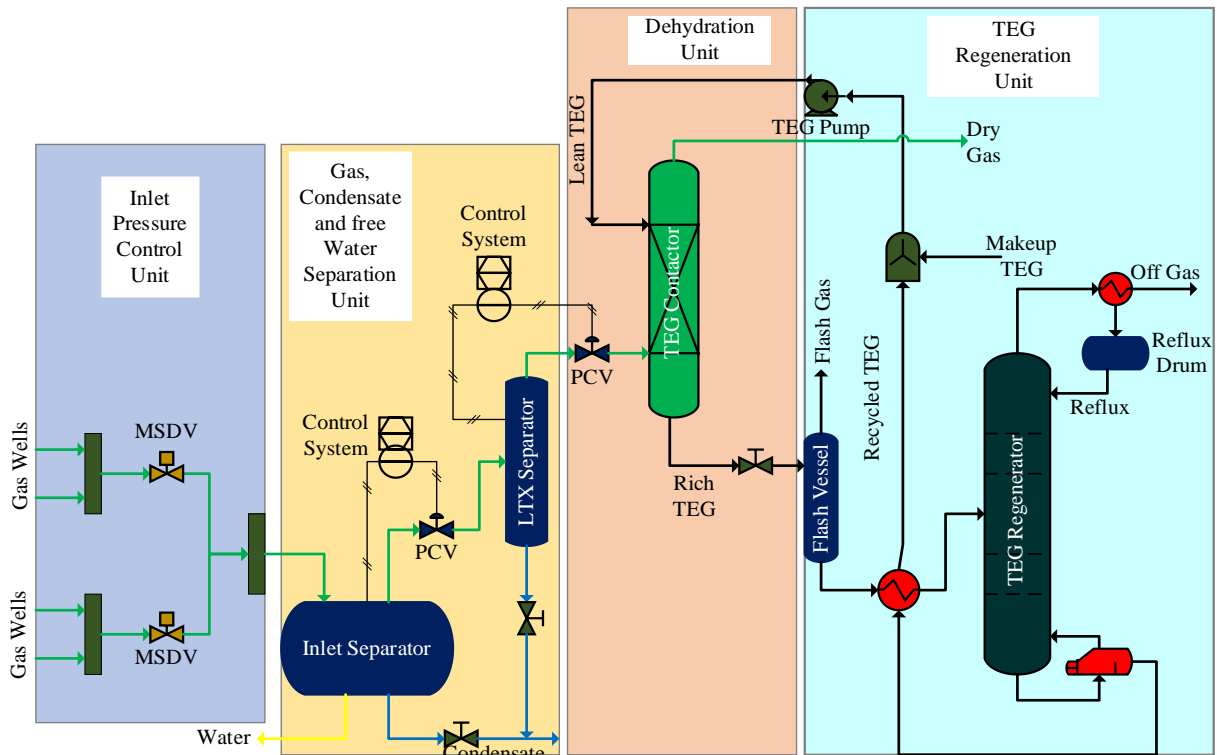 Dehydration
Unit
TEG
Regeneration
Unit
Inlet
Pressure
Control
Unit
Gas,
Condensate
and free
Water
Separation
Unit
Lean TEG
TEG Pump
Dry
Gas
Control
System
TEG Contactor
Makeup
TEG
Off Gas
Flash Gas
Recycled TEG
Reflux
Drum
Reflux
PCV
Gas Wells
MSDV
Control
System
LTX Separator
PCV
Rich
TEG
Flash Vessel
TEG Regenerator
Gas Wells
MSDV
Inlet Separator
Water
Condensate